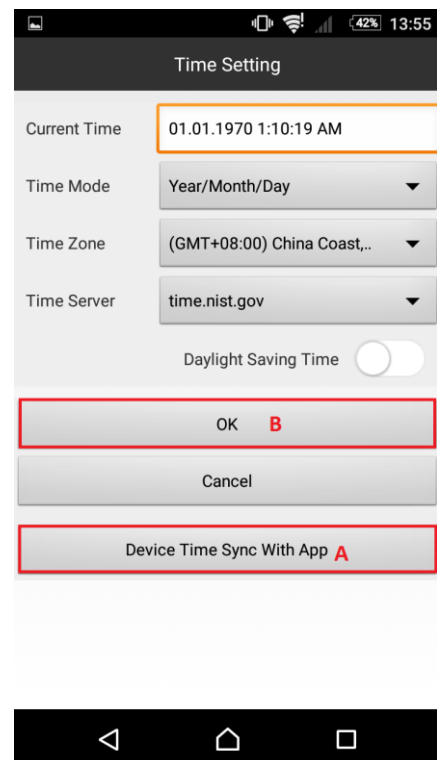 42% 13:55
Time Setting
Current Time 01.01.1970 1:10:19 AM
Time Mode Year/Month/Day
Time Zone (GMT+08:00) China Coast,..
Time Server time.nist.gov
Daylight Saving Time
OK B
Cancel
Device Time Sync With App A